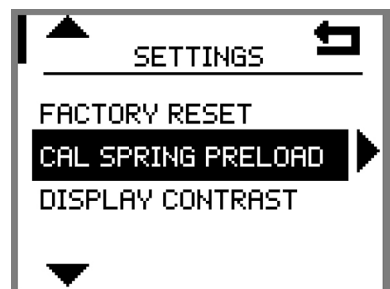 SETTINGS
FACTORY RESET
CAL SPRING PRELOAD
DISPLAY CONTRAST